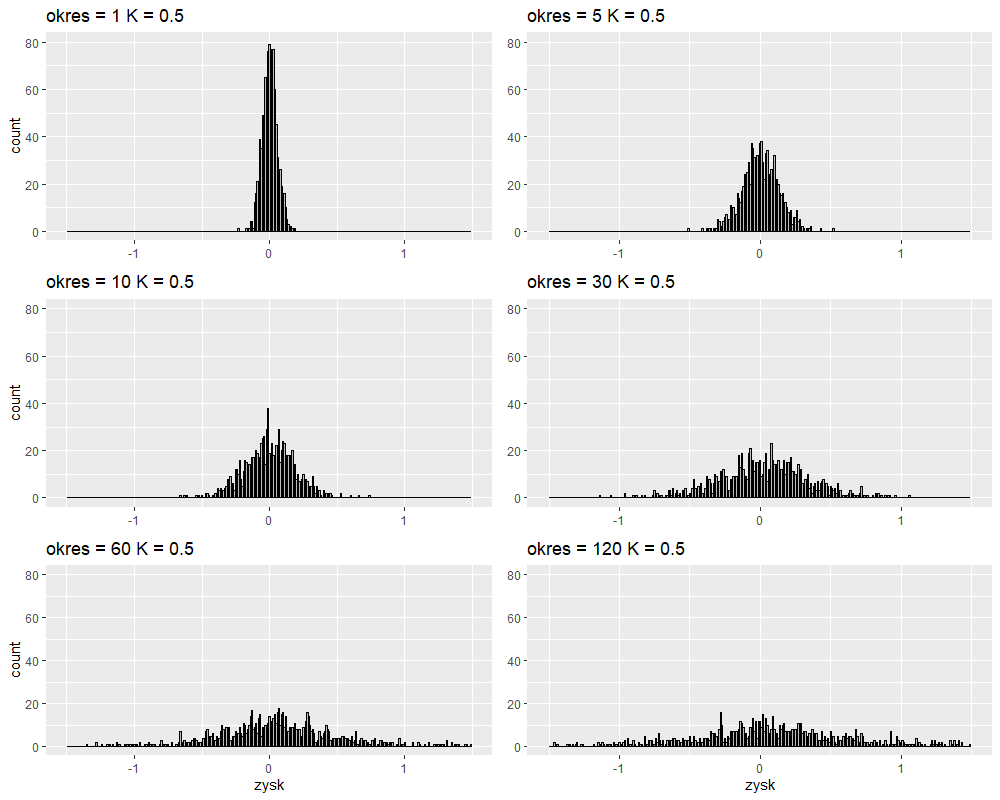 okres = 1 K = 0.5
okres = 5 K = 0.5
80
60
40
20
0
count
-1 0 1
80
60
40
20
0
-1 0 1
okres = 10 K = 0.5
okres = 30 K = 0.5
80
60
40
20
0
count
-1 0 1
80
60
40
20
0
-1 0 1
okres = 60 K = 0.5
okres = 120 K = 0.5
80
60
40
20
0
count
-1 0 1
zysk
80
60
40
20
0
-1 0 1
zysk